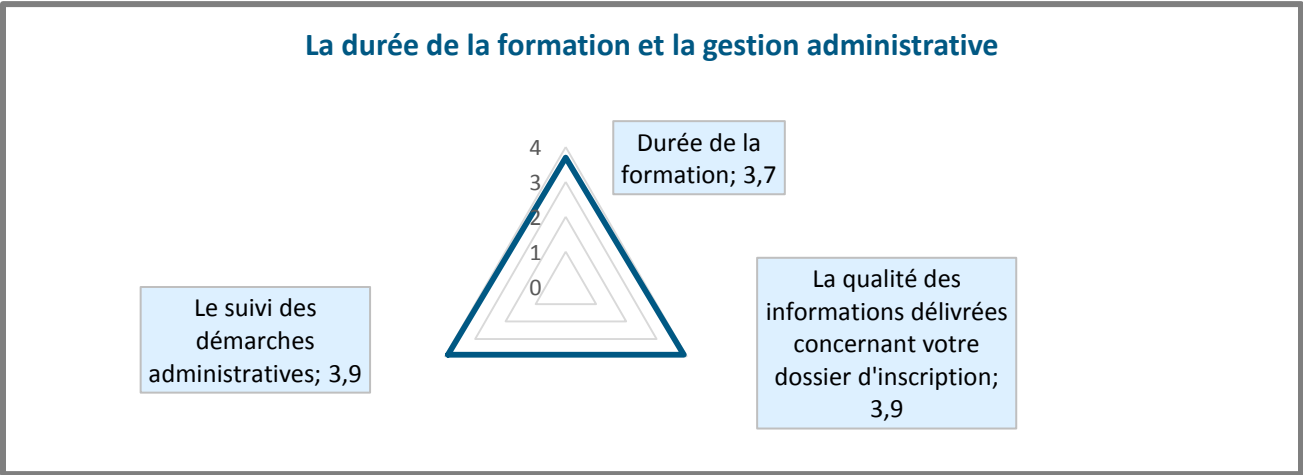 La durée de la formation et la gestion administrative
4
3
2
1
0
Durée de la
formation; 3,7
La qualité des
informations délivrées
concernant votre
dossier d'inscription;
3,9
Le suivi des
démarches
administratives; 3,9